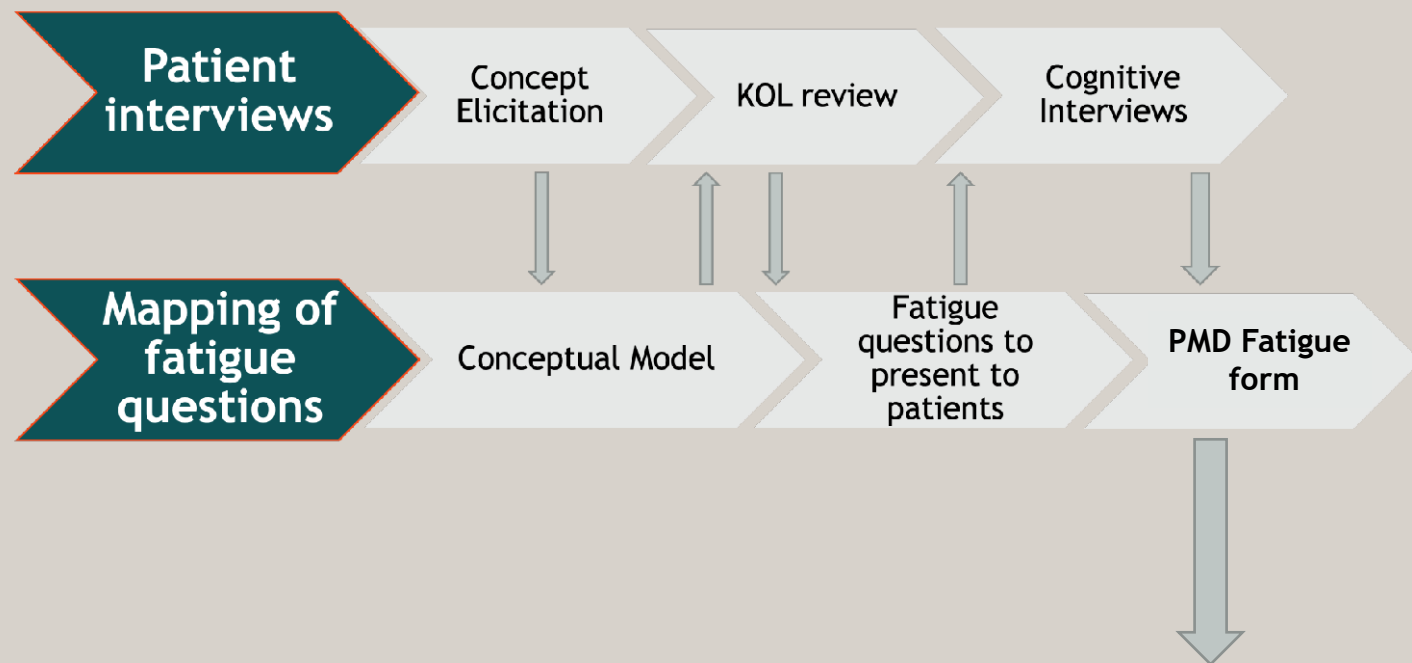 Patient
interviews
Concept
Elicitation
KOL review
Cognitive
Interviews
Mapping of
fatigue
questions
Conceptual Model
Fatigue
questions to
present to
patients
PMD Fatigue
form